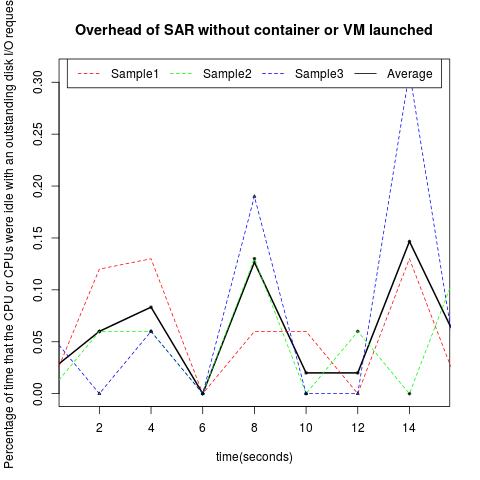 Overhead of SAR without container or VM launched
Percentage of time that the CPU or CPUs were idle with an outstanding disk I/O reques
Sample1 Sample2 Sample3 Average
0.30
0.25
0.20
0.15
0.10
0.05
0.00
2 4 6 8 10 12 14
time(seconds)